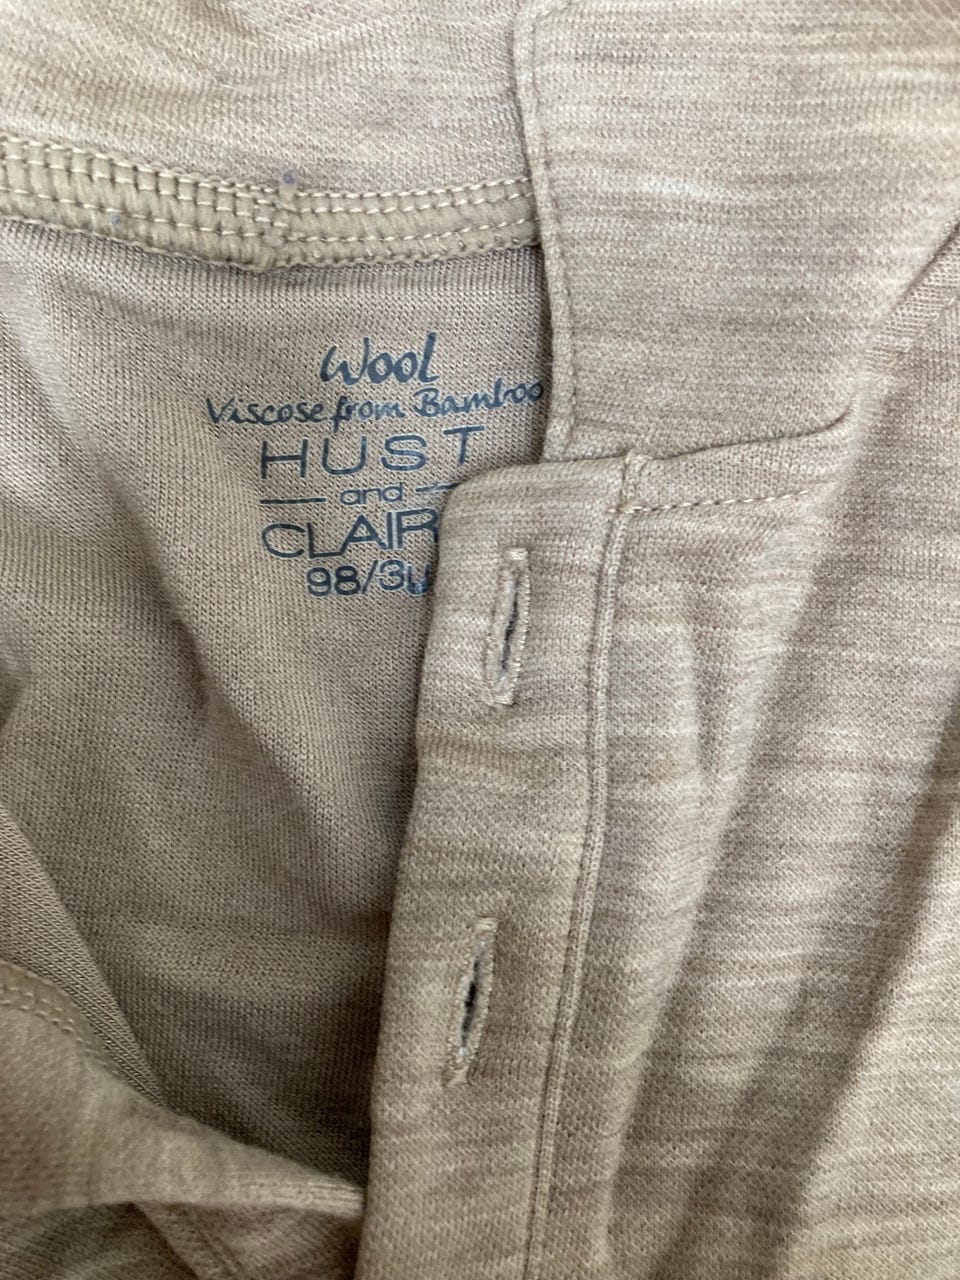 Wool
Viscose from Bamboo
HUST
and
CLAIR
98/3